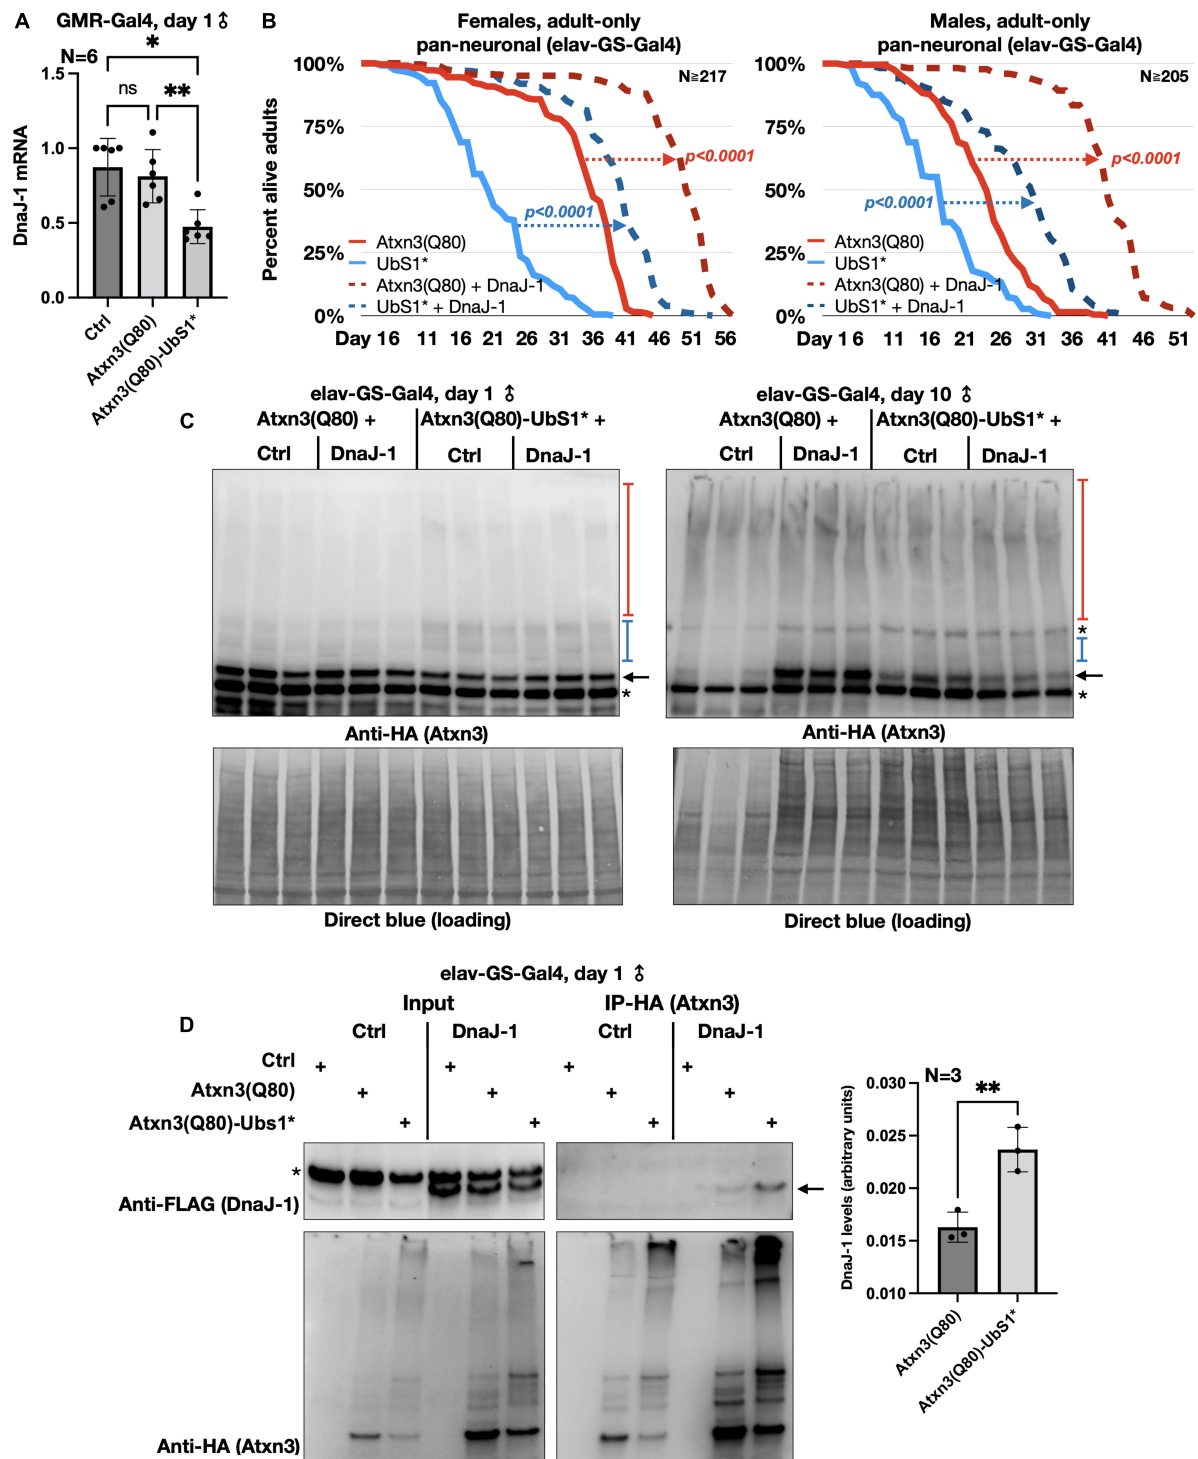 A
GMR-Gal4, day 1 ♂
N=6
*
ns
**
1.5
1.0
0.5
0.0
DnaJ-1 mRNA
Ctrl
Atxn3(Q80)
Atxn3(Q80)-UbS1*
B
Females, adult-only
pan-neuronal (elav-GS-Gal4)
N≥217
Percent alive adults
100%
75%
50%
25%
0%
p<0.0001
p<0.0001
Atxn3(Q80)
UbS1*
Atxn3(Q80) + DnaJ-1
UbS1* + DnaJ-1
Day 1 6 11 16 21 26 31 36 41 46 51 56
Males, adult-only
pan-neuronal (elav-GS-Gal4)
N≥205
100%
75%
50%
25%
0%
p<0.0001
p<0.0001
Atxn3(Q80)
UbS1*
Atxn3(Q80) + DnaJ-1
UbS1* + DnaJ-1
Day 1 6 11 16 21 26 31 36 41 46 51
C
elav-GS-Gal4, day 1 ♂
Atxn3(Q80) +
Atxn3(Q80)-UbS1* +
Ctrl
DnaJ-1
Ctrl
DnaJ-1
*
Anti-HA (Atxn3)
Direct blue (loading)
elav-GS-Gal4, day 10 ♂
Atxn3(Q80) +
Atxn3(Q80)-UbS1* +
Ctrl
DnaJ-1
Ctrl
DnaJ-1
*
*
Anti-HA (Atxn3)
Direct blue (loading)
D
elav-GS-Gal4, day 1 ♂
Input
IP-HA (Atxn3)
Ctrl
DnaJ-1
Ctrl
DnaJ-1
Ctrl + + + +
Atxn3(Q80) + + + +
Atxn3(Q80)-Ubs1* + + + +
*
Anti-FLAG (DnaJ-1)
Anti-HA (Atxn3)
N=3
**
DnaJ-1 levels (arbitrary units)
0.030
0.025
0.020
0.015
0.010
Atxn3(Q80)
Atxn3(Q80)-UbS1*